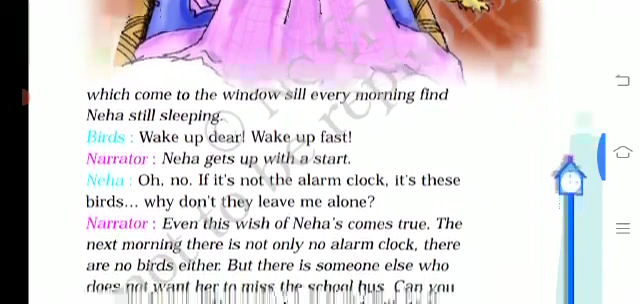 which come to the window sill every morning find
Neha still sleeping.
Birds : Wake up dear! Wake up fast!
Narrator : Neha gets up with a start.
Neha : Oh, no. If it's not the alarm clock, it's these
birds... why don't they leave me alone?
Narrator : Even this wish of Neha's comes true. The
next morning there is not only no alarm clock, there
are no birds either. But there is someone else who
does not want her to miss the school bus. Can you
not to be